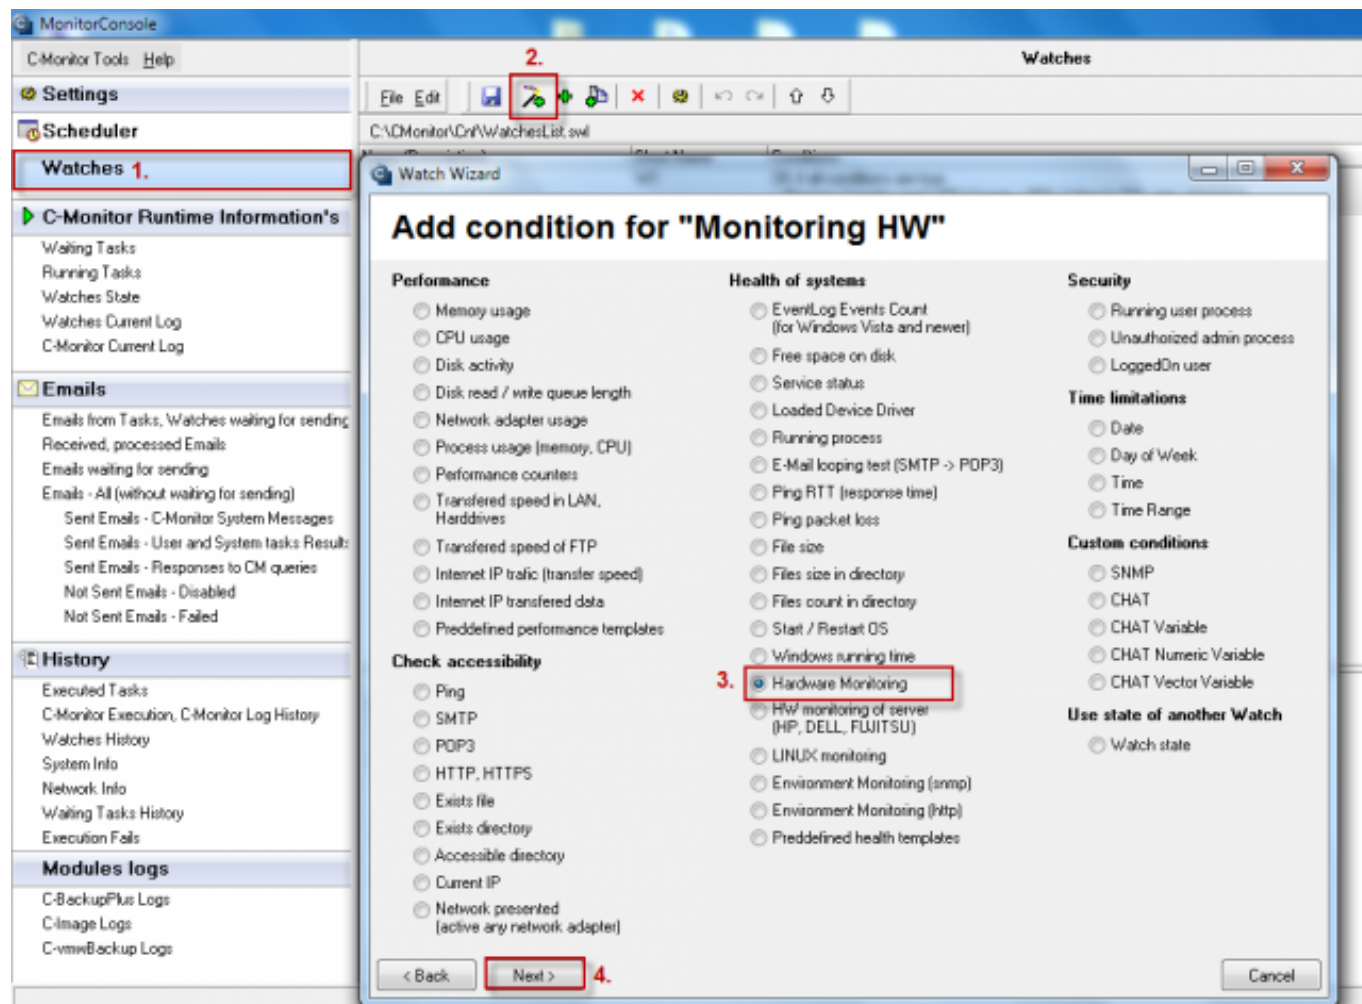 MonitorConsole
C-Monitor Tools Help
Settings
Scheduler
Watches 1.
C-Monitor Runtime Information's
Waiting Tasks
Running Tasks
Watches State
Watches Current Log
C-Monitor Current Log
Emails
Emails from Tasks, Watches waiting for sending
Received, processed Emails
Emails waiting for sending
Emails - All (without waiting for sending)
Sent Emails - C-Monitor System Messages
Sent Emails - User and System tasks Results
Sent Emails - Responses to CM queries
Not Sent Emails - Disabled
Not Sent Emails - Failed
History
Executed Tasks
C-Monitor Execution, C-Monitor Log History
Watches History
System Info
Network Info
Waiting Tasks History
Execution Fails
Modules logs
C-BackupPlus Logs
C-Image Logs
C-vmwBackup Logs
Watches
2.
File Edit
C:\CMonitor\Cnf\WatchesList.swl
Watch Wizard
Add condition for "Monitoring HW"
Performance
Memory usage
CPU usage
Disk activity
Disk read / write queue length
Network adapter usage
Process usage (memory, CPU)
Performance counters
Transfered speed in LAN,
Harddrives
Transfered speed of FTP
Internet IP trafic (transfer speed)
Internet IP transfered data
Preddefined performance templates
Check accessibility
Ping
SMTP
POP3
HTTP, HTTPS
Exists file
Exists directory
Accessible directory
Current IP
Network presented
(active any network adapter)
Health of systems
EventLog Events Count
(for Windows Vista and newer)
Free space on disk
Service status
Loaded Device Driver
Running process
E-Mail looping test (SMTP -> POP3)
Ping RTT (response time)
Ping packet loss
File size
Files size in directory
Files count in directory
Start / Restart OS
Windows running time
3. Hardware Monitoring
HW monitoring of server
(HP, DELL, FUJITSU)
LINUX monitoring
Environment Monitoring (snmp)
Environment Monitoring (http)
Preddefined health templates
Security
Running user process
Unauthorized admin process
LoggedOn user
Time limitations
Date
Day of Week
Time
Time Range
Custom conditions
SNMP
CHAT
CHAT Variable
CHAT Numeric Variable
CHAT Vector Variable
Use state of another Watch
Watch state
< Back
Next > 4.
Cancel